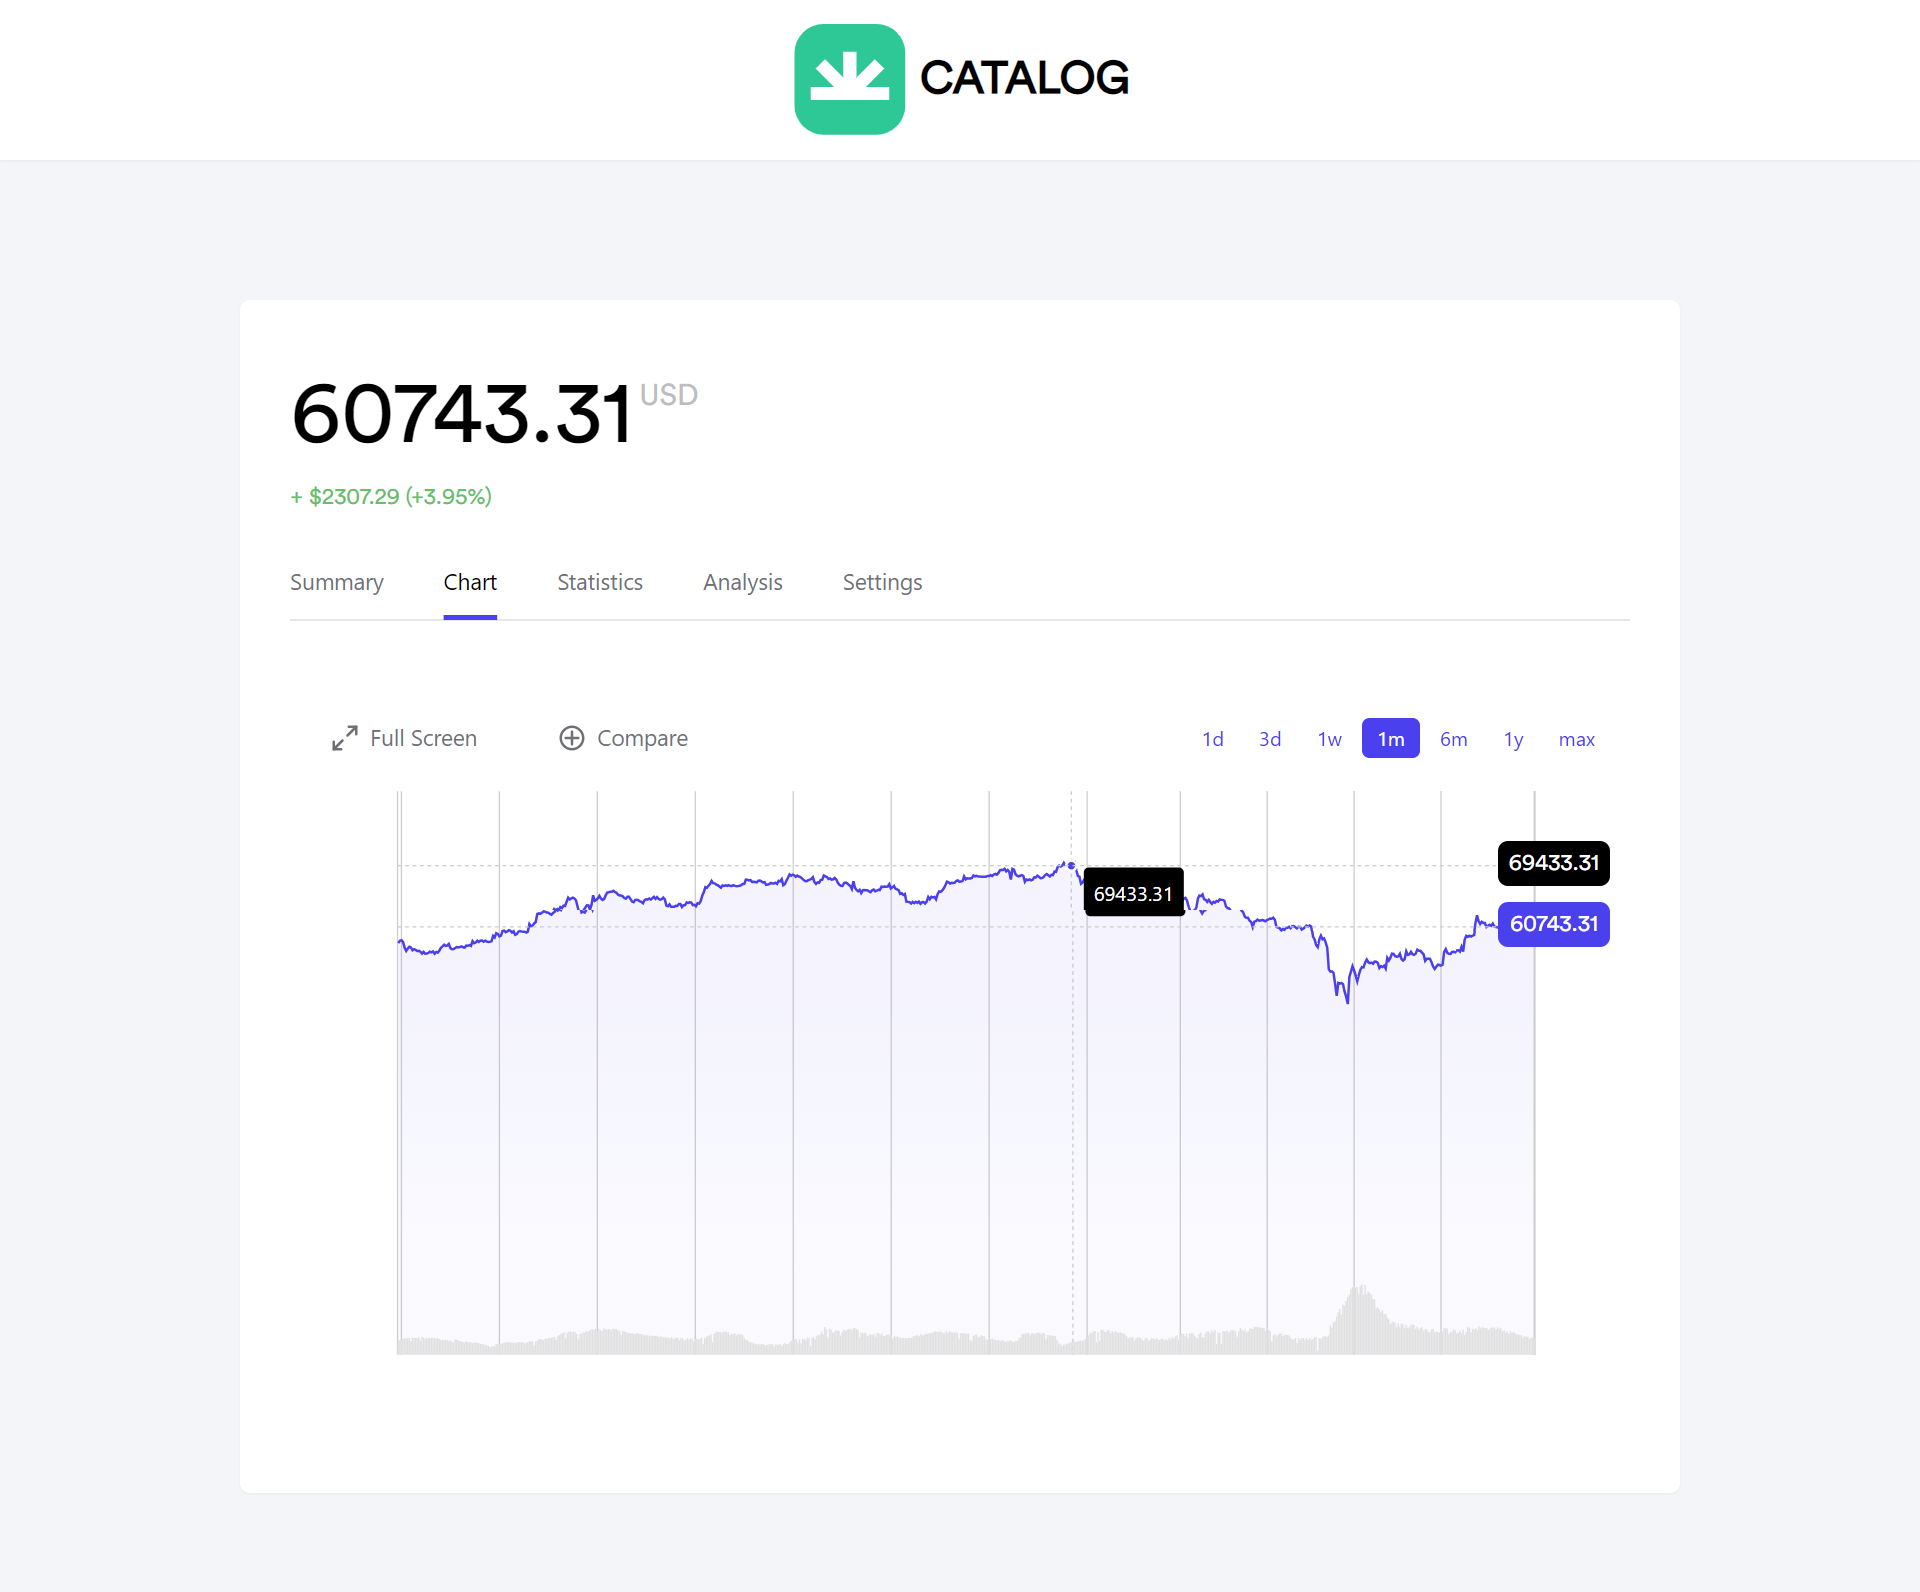 CATALOG
60743.31 USD
+ $2307.29 (+3.95%)
Summary Chart Statistics Analysis Settings
Full Screen Compare 1d 3d 1w 1m 6m 1y max
69433.31
69433.31
60743.31